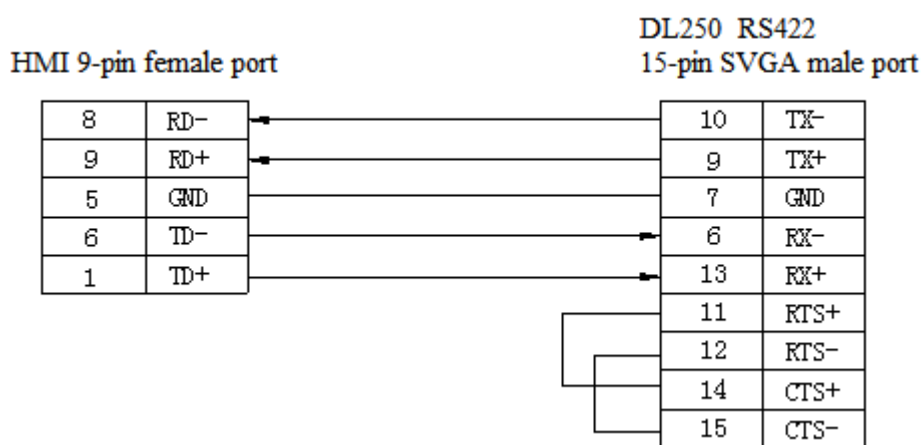 DL250 RS422
HMI 9-pin female port 15-pin SVGA male port
8 RD- 10 TX-
9 RD+ 9 TX+
5 GND 7 GND
6 TD- 6 RX-
1 TD+ 13 RX+
11 RTS+
12 RTS-
14 CTS+
15 CTS-